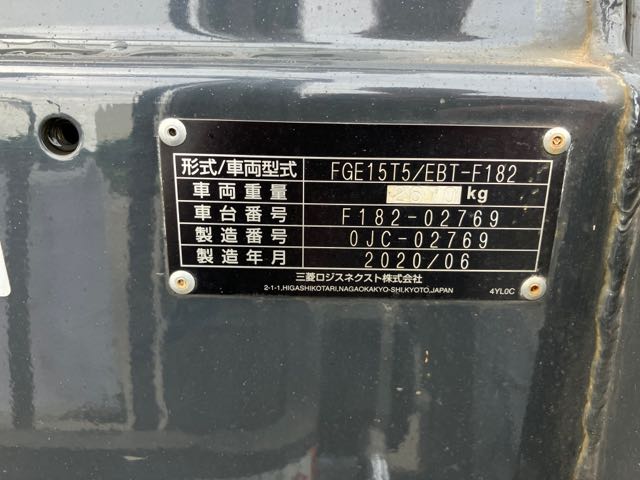 形式/車両型式 FGE15T5/EBT-F182
車両重量 2610kg
車台番号 F182-02769
製造番号 0JC-02769
製造年月 2020/06
三菱ロジスネクスト株式会社
2-1-1,HIGASHIKOTARI,NAGAOKAKYO-SHI,KYOTO,JAPAN
4YL0C